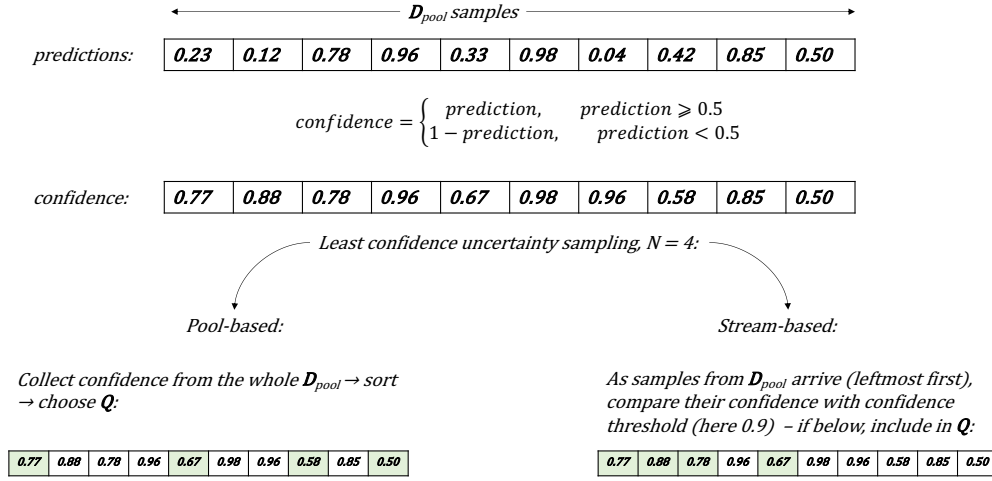 D_pool samples
predictions: 0.23 0.12 0.78 0.96 0.33 0.98 0.04 0.42 0.85 0.50
confidence = { prediction, prediction ⩾ 0.5
1 − prediction, prediction < 0.5
confidence: 0.77 0.88 0.78 0.96 0.67 0.98 0.96 0.58 0.85 0.50
Least confidence uncertainty sampling, N = 4:
Pool-based:
Collect confidence from the whole D_pool → sort
→ choose Q:
0.77 0.88 0.78 0.96 0.67 0.98 0.96 0.58 0.85 0.50
Stream-based:
As samples from D_pool arrive (leftmost first),
compare their confidence with confidence
threshold (here 0.9) – if below, include in Q:
0.77 0.88 0.78 0.96 0.67 0.98 0.96 0.58 0.85 0.50